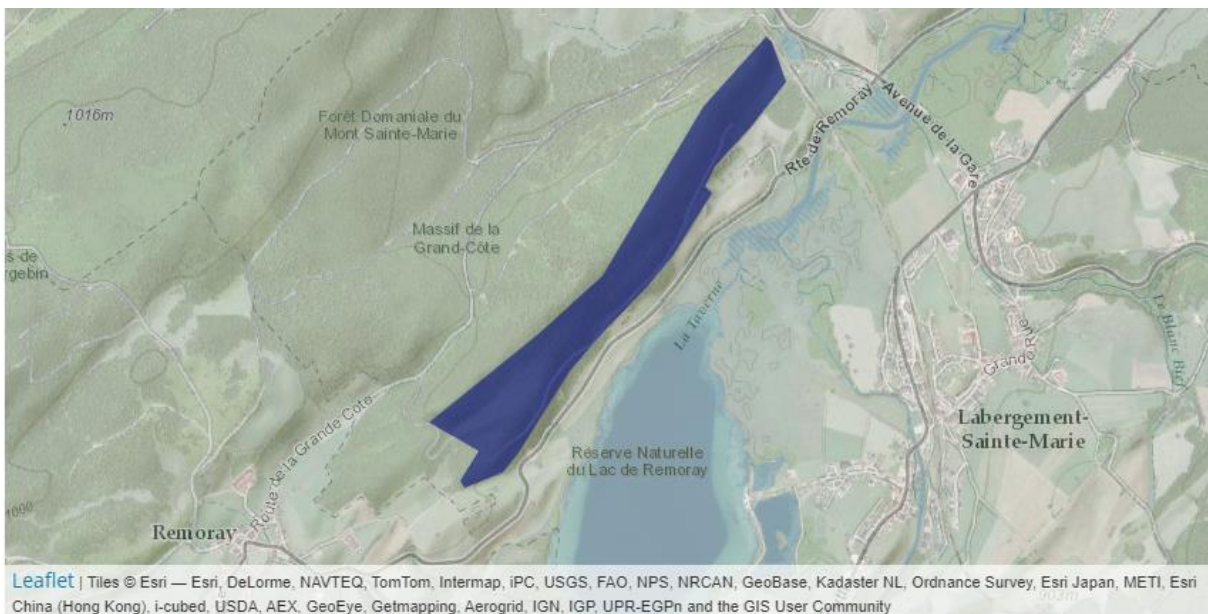 1016m
Forêt Domaniale du
Mont Sainte-Marie
Rte de Remoray
Avenue de la Gare
Massif de la
Grand-Côte
s de
rgebin
La Taverne
Le Blanc Bief
Grande Rue
Route de la Grande Côte
Labergement-
Sainte-Marie
Réserve Naturelle
du Lac de Remoray
1000
Remoray
Leaflet | Tiles © Esri — Esri, DeLorme, NAVTEQ, TomTom, Intermap, iPC, USGS, FAO, NPS, NRCAN, GeoBase, Kadaster NL, Ordnance Survey, Esri Japan, METI, Esri
China (Hong Kong), i-cubed, USDA, AEX, GeoEye, Getmapping, Aerogrid, IGN, IGP, UPR-EGPn and the GIS User Community